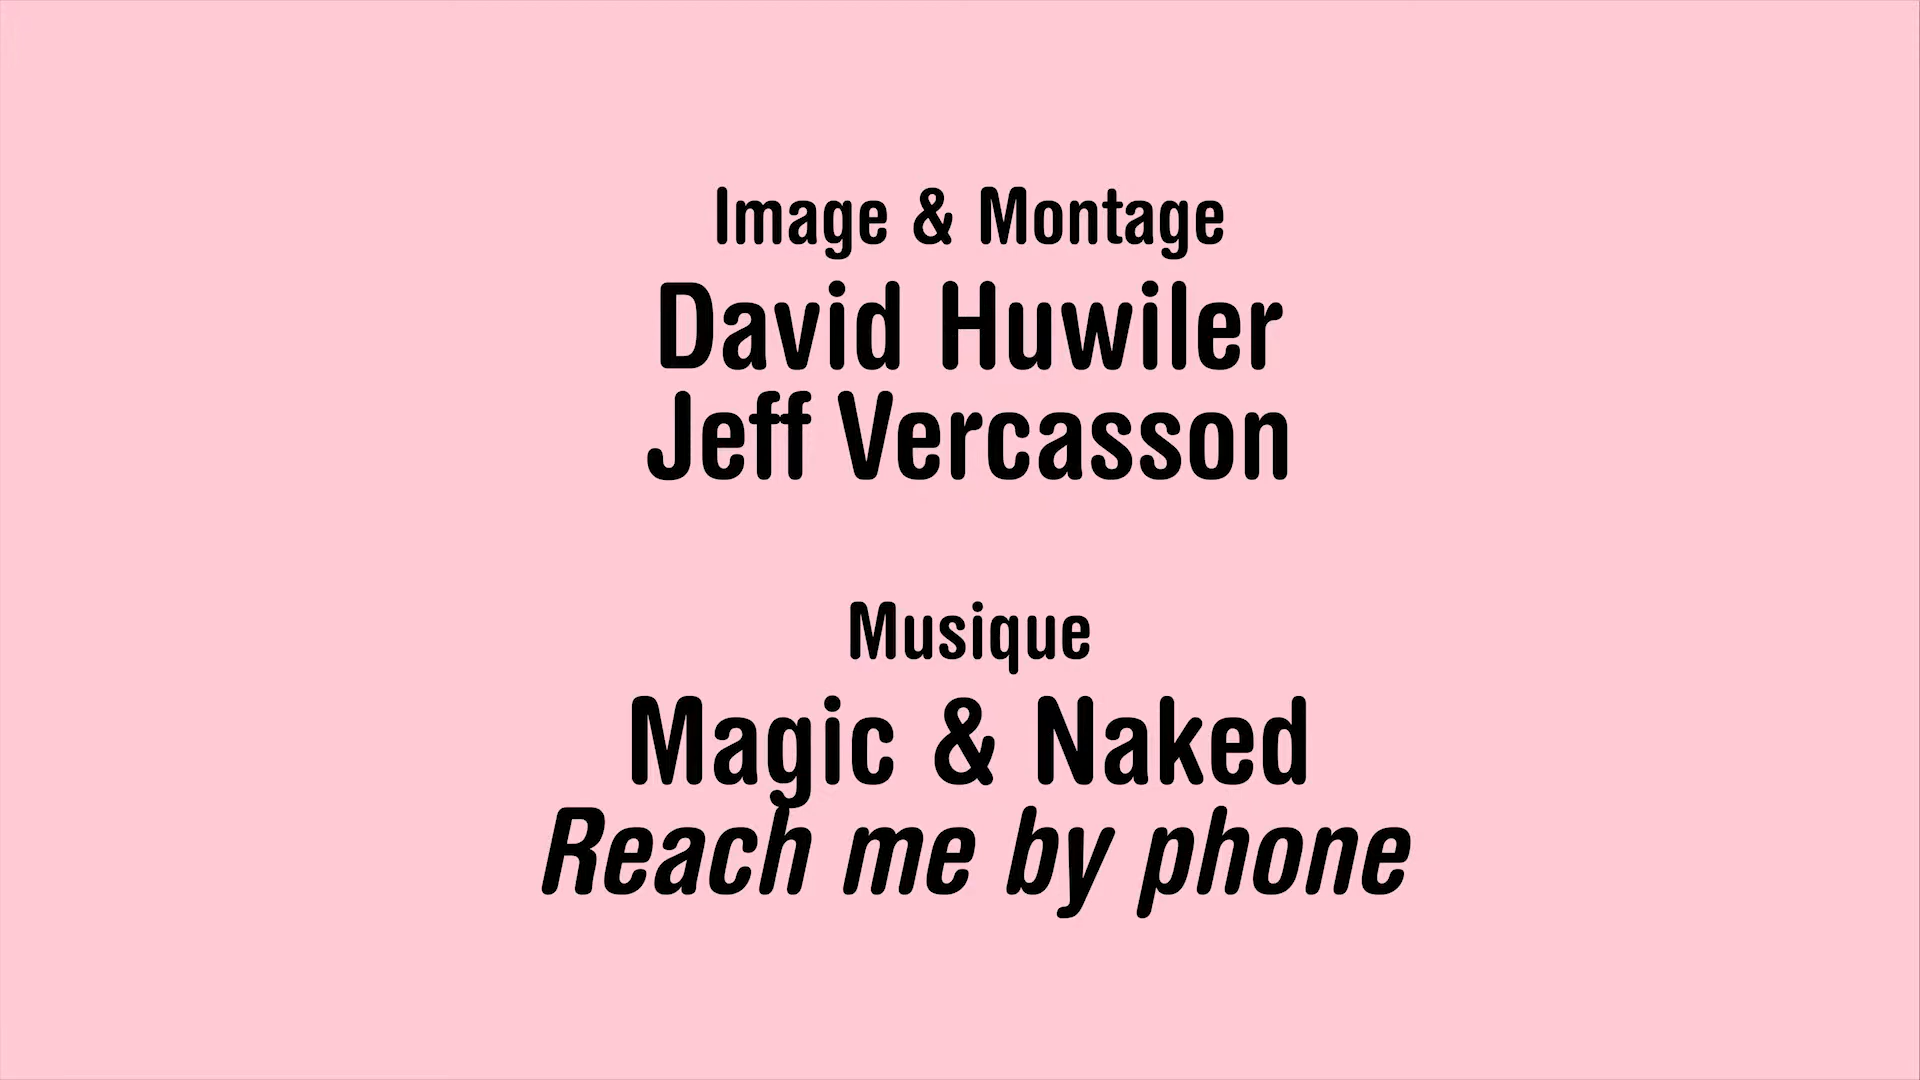 Image & Montage
David Huwiler
Jeff Vercasson
Musique
Magic & Naked
Reach me by phone